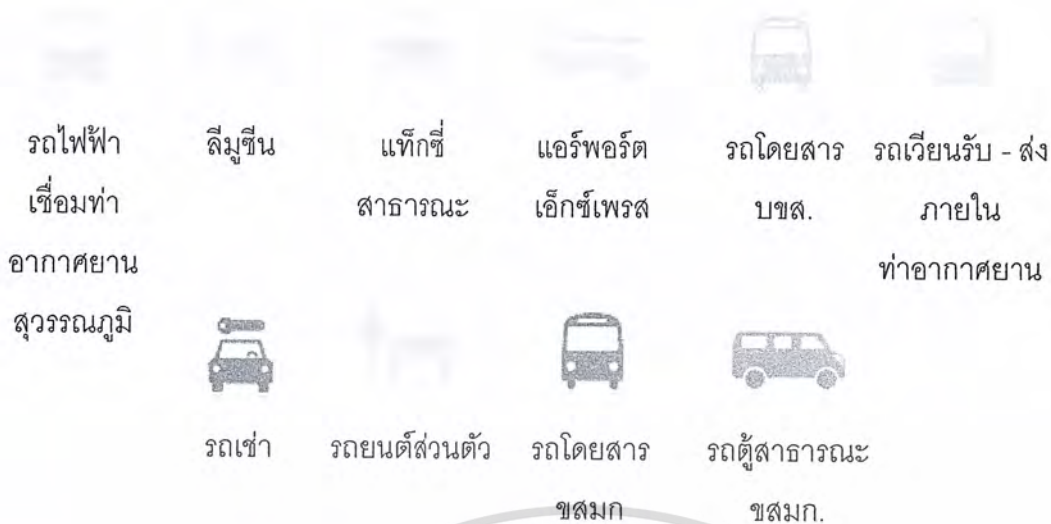 รถไฟฟ้า
เชื่อมท่า
อากาศยาน
สุวรรณภูมิ
ลีมูซีน
แท็กซี่
สาธารณะ
แอร์พอร์ต
เอ็กซ์เพรส
รถโดยสาร
บขส.
รถเวียนรับ - ส่ง
ภายใน
ท่าอากาศยาน
รถเช่า
รถยนต์ส่วนตัว
รถโดยสาร
ขสมก
รถตู้สาธารณะ
ขสมก.